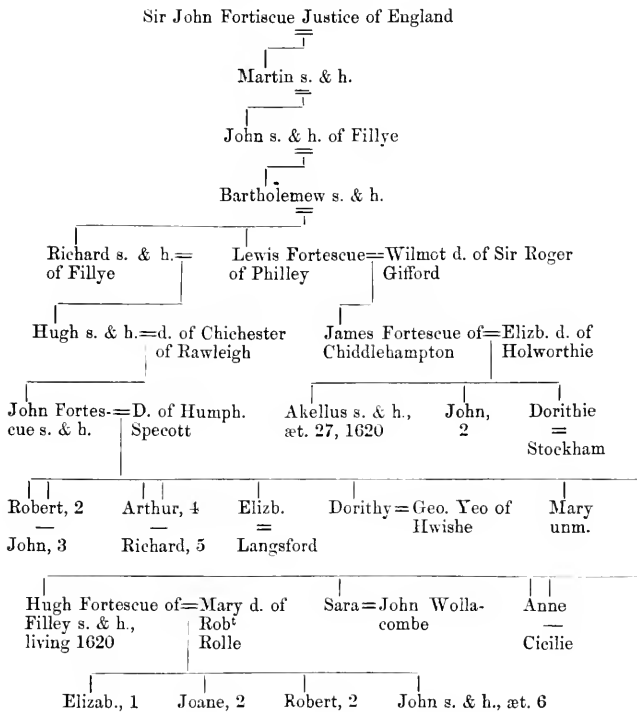 Sir John Fortiscue Justice of England
Martin s. & h.
John s. & h. of Fillye
Bartholemew s. & h.
Richard s. & h.= Lewis Fortescue=Wilmot d. of Sir Roger
of Fillye of Philley Gifford
Hugh s. & h.=d. of Chichester James Fortescue of=Elizb. d. of
of Rawleigh Chiddlehampton Holworthie
John Fortes-=D. of Humph. Akellus s. & h., John, Dorithie
cue s. & h. Specott æt. 27, 1620 2 =
Stockham
Robert, 2 Arthur, 4 Elizb. Dorithy=Geo. Yeo of Mary
— — = Hwishe unm.
John, 3 Richard, 5 Langsford
Hugh Fortescue of=Mary d. of Sara=John Wolla- Anne
Filley s. & h., Robt combe —
living 1620 Rolle Cicilie
Elizab., 1 Joane, 2 Robert, 2 John s. & h., æt. 6